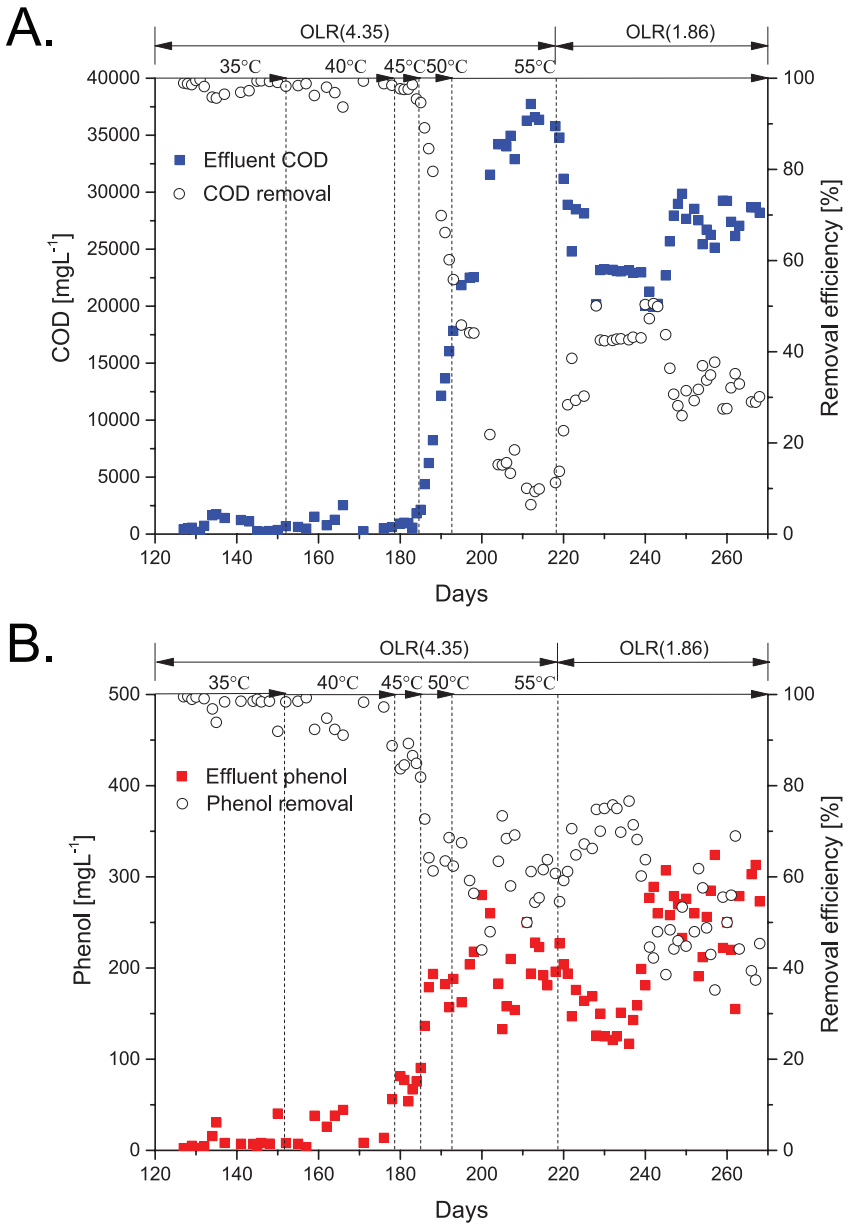 A.
OLR(4.35) OLR(1.86)
35°C 40°C 45°C 50°C 55°C
40000 100
35000
80
30000
Effluent COD
COD removal
25000
60
20000
15000
40
10000
20
5000
0 0
120 140 160 180 200 220 240 260
COD [mgL⁻¹]
Removal efficiency [%]
Days
B.
OLR(4.35) OLR(1.86)
35°C 40°C 45°C 50°C 55°C
500 100
Effluent phenol
Phenol removal
400 80
300 60
200 40
100 20
0 0
120 140 160 180 200 220 240 260
Phenol [mgL⁻¹]
Removal efficiency [%]
Days